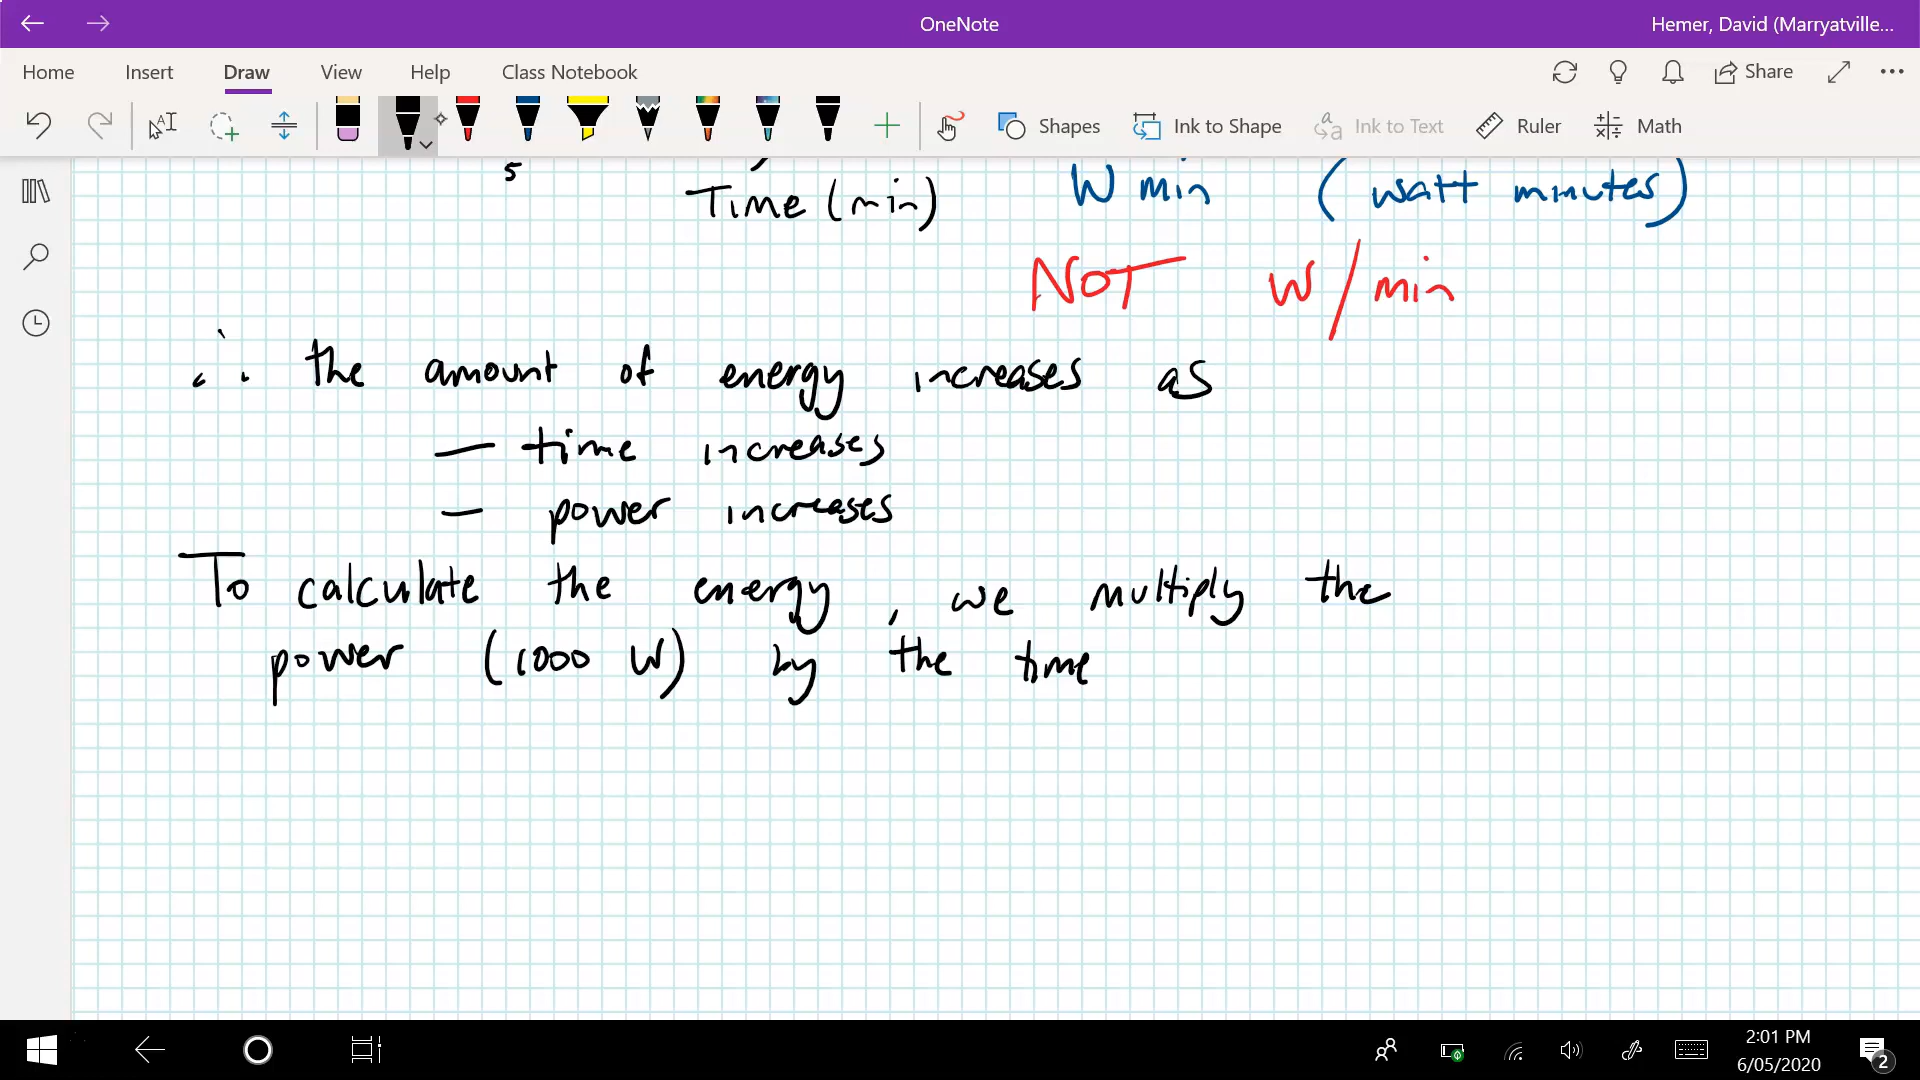 OneNote
Hemer, David (Marryatville...
Home Insert Draw View Help Class Notebook
Share
Shapes Ink to Shape Ink to Text Ruler Math
5
Time (min)
W min (watt minutes)
NOT W/min
∴ the amount of energy increases as
— time increases
— power increases
To calculate the energy, we multiply the
power (1000 W) by the time
2:01 PM
6/05/2020
2